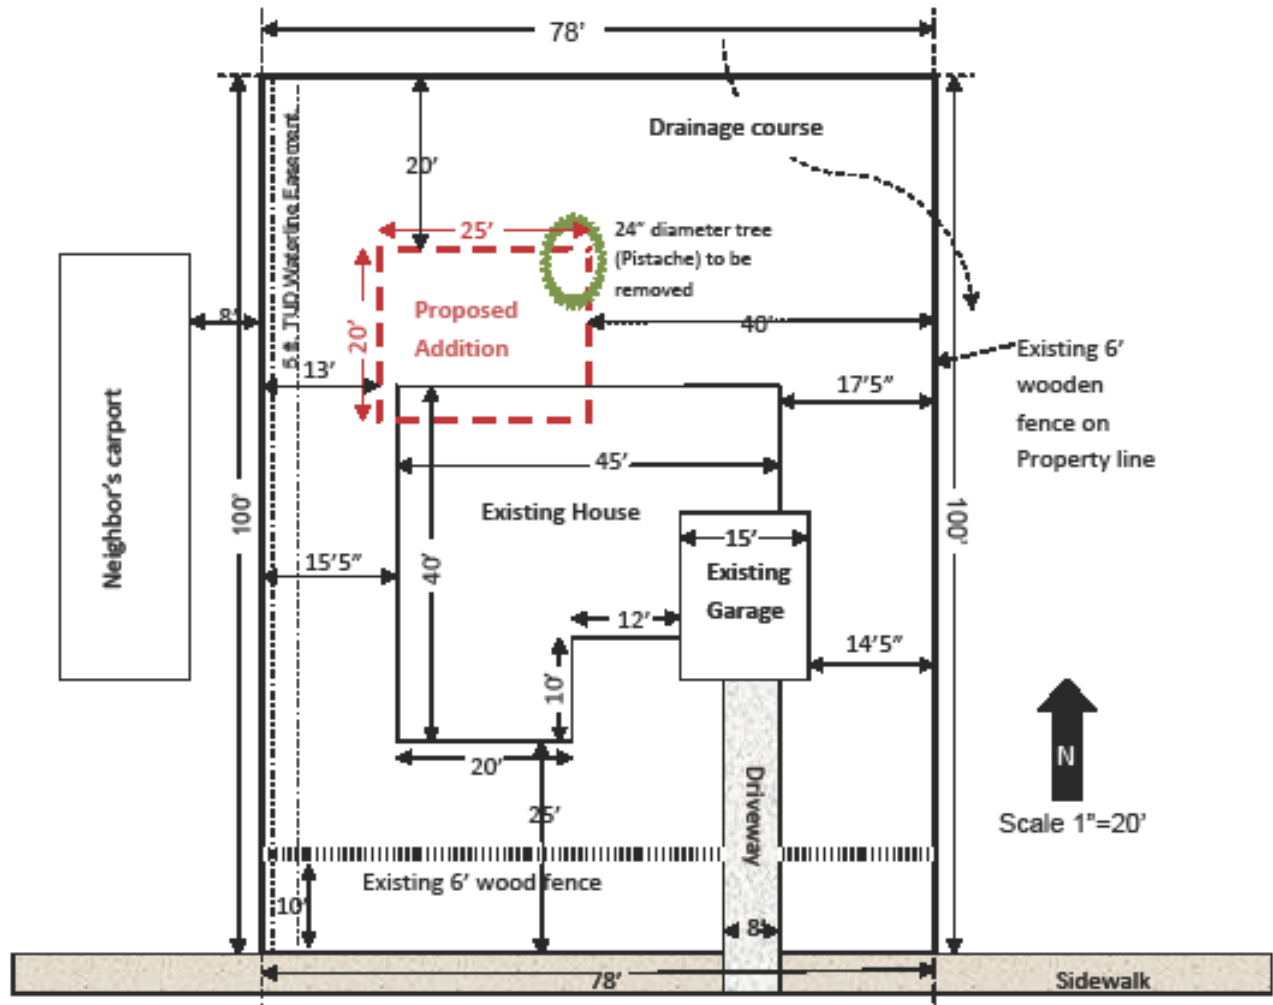 78'
Drainage course
20'
5 ft. TUD Waterline Easement
25'
24" diameter tree
(Pistache) to be
removed
Proposed
Addition
20'
8'
40'
13'
17'5"
Existing 6'
wooden
fence on
Property line
Neighbor's carport
100'
45'
Existing House
100'
15'
Existing
Garage
15'5"
40'
12'
14'5"
10'
20'
N
Scale 1"=20'
25'
Driveway
Existing 6' wood fence
10'
8'
78'
Sidewalk